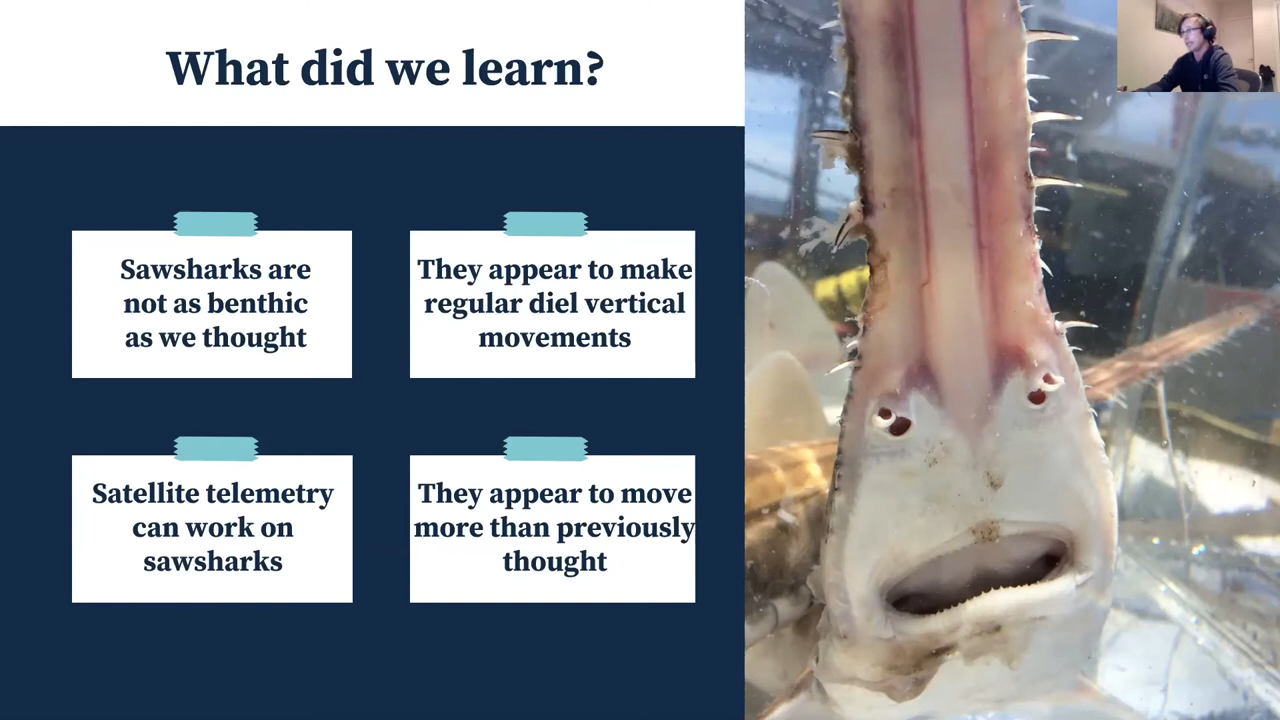 What did we learn?
Sawsharks are
not as benthic
as we thought
They appear to make
regular diel vertical
movements
Satellite telemetry
can work on
sawsharks
They appear to move
more than previously
thought